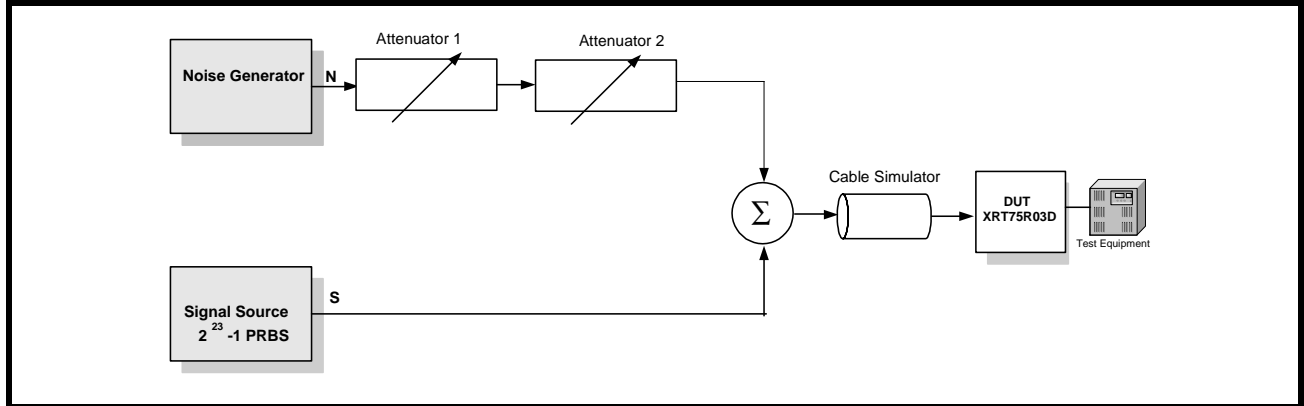 Attenuator 1
Attenuator 2
Noise Generator
N
Cable Simulator
Σ
DUT
XRT75R03D
Test Equipment
S
Signal Source
2 23 -1 PRBS